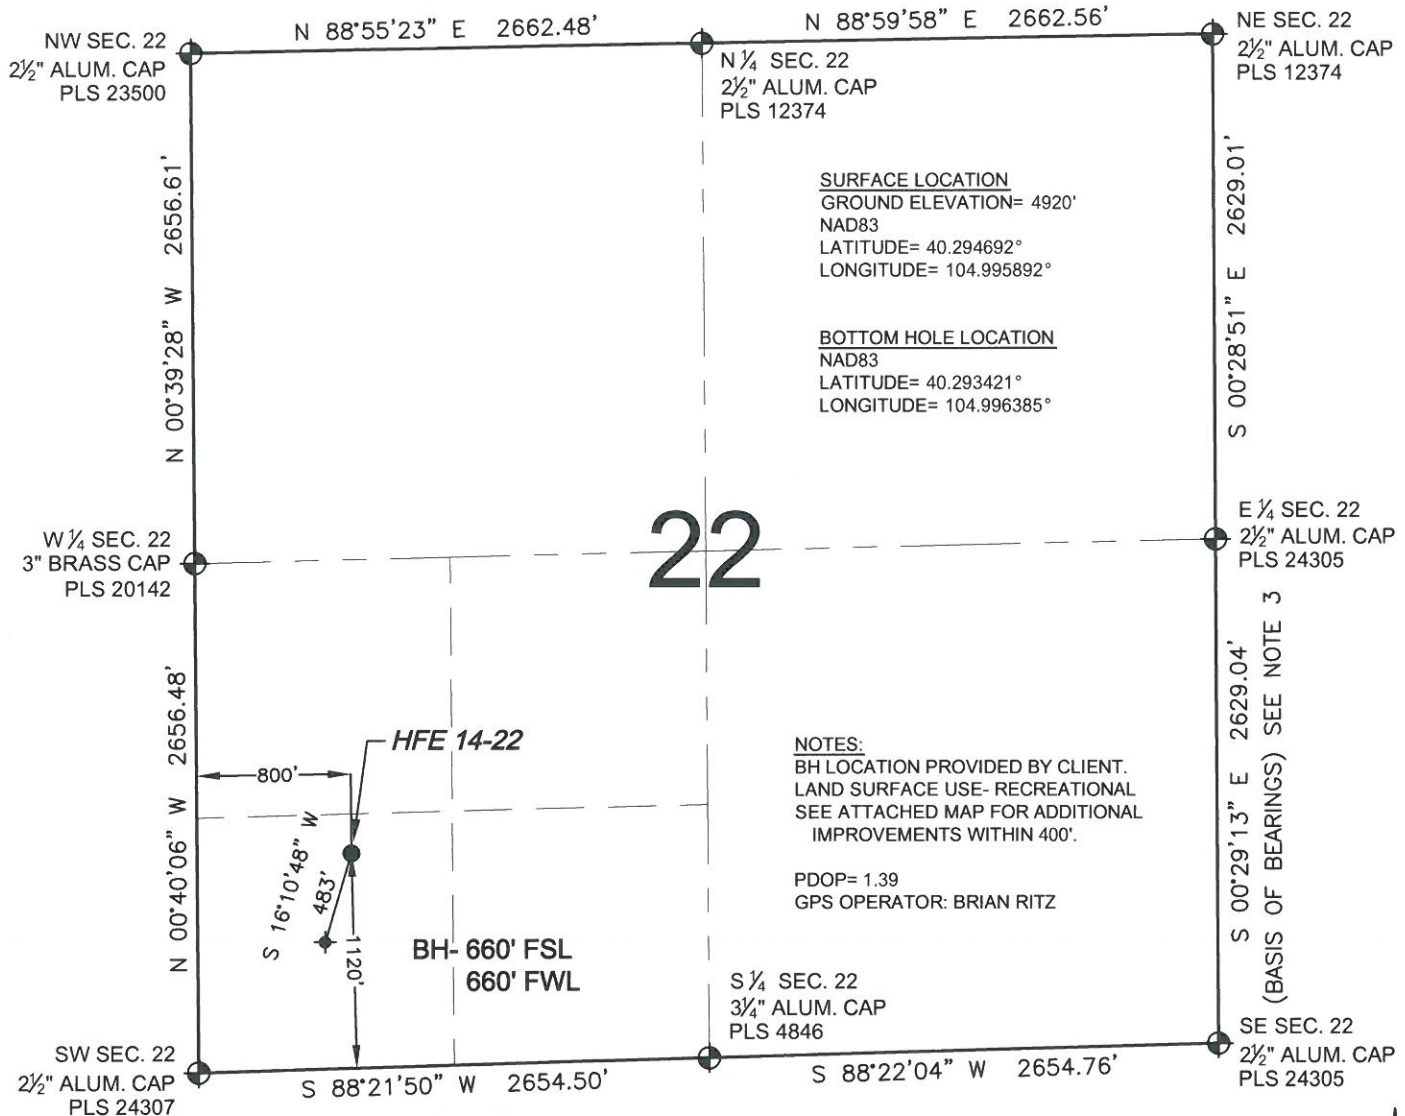 N 88°55'23" E 2662.48'
N 88°59'58" E 2662.56'
NW SEC. 22
2½" ALUM. CAP
PLS 23500
N ¼ SEC. 22
2½" ALUM. CAP
PLS 12374
NE SEC. 22
2½" ALUM. CAP
PLS 12374
N 00°39'28" W 2656.61'
SURFACE LOCATION
GROUND ELEVATION= 4920'
NAD83
LATITUDE= 40.294692°
LONGITUDE= 104.995892°
BOTTOM HOLE LOCATION
NAD83
LATITUDE= 40.293421°
LONGITUDE= 104.996385°
S 00°28'51" E 2629.01'
W ¼ SEC. 22
3" BRASS CAP
PLS 20142
22
E ¼ SEC. 22
2½" ALUM. CAP
PLS 24305
N 00°40'06" W 2656.48'
HFE 14-22
800'
S 16°10'48" W
483'
1120'
BH- 660' FSL
660' FWL
NOTES:
BH LOCATION PROVIDED BY CLIENT.
LAND SURFACE USE- RECREATIONAL
SEE ATTACHED MAP FOR ADDITIONAL
IMPROVEMENTS WITHIN 400'.
PDOP= 1.39
GPS OPERATOR: BRIAN RITZ
S 00°29'13" E 2629.04'
(BASIS OF BEARINGS) SEE NOTE 3
SW SEC. 22
2½" ALUM. CAP
PLS 24307
S 88°21'50" W 2654.50'
S ¼ SEC. 22
3¼" ALUM. CAP
PLS 4846
S 88°22'04" W 2654.76'
SE SEC. 22
2½" ALUM. CAP
PLS 24305